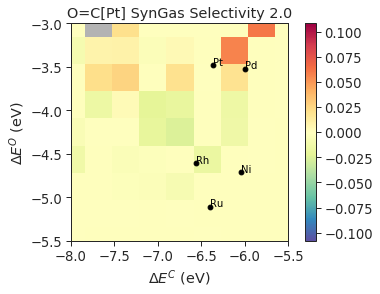 O=C[Pt] SynGas Selectivity 2.0
−3.0
−3.5
−4.0
−4.5
−5.0
−5.5
ΔE^O (eV)
Pt
Pd
Rh
Ni
Ru
−8.0 −7.5 −7.0 −6.5 −6.0 −5.5
ΔE^C (eV)
0.100
0.075
0.050
0.025
0.000
−0.025
−0.050
−0.075
−0.100